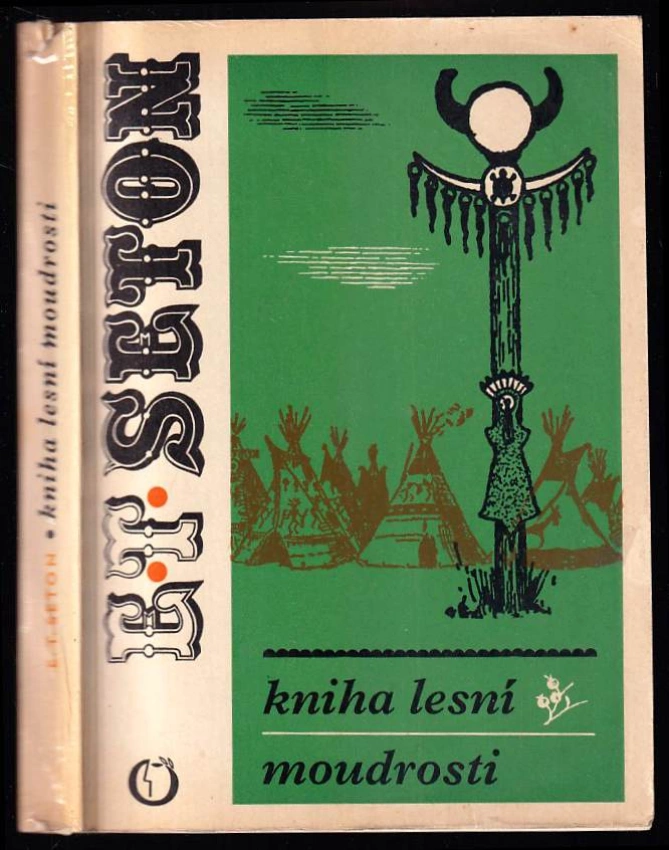 E. T. SETON • kniha lesní moudrosti
E.T. SETON
kniha lesní
moudrosti